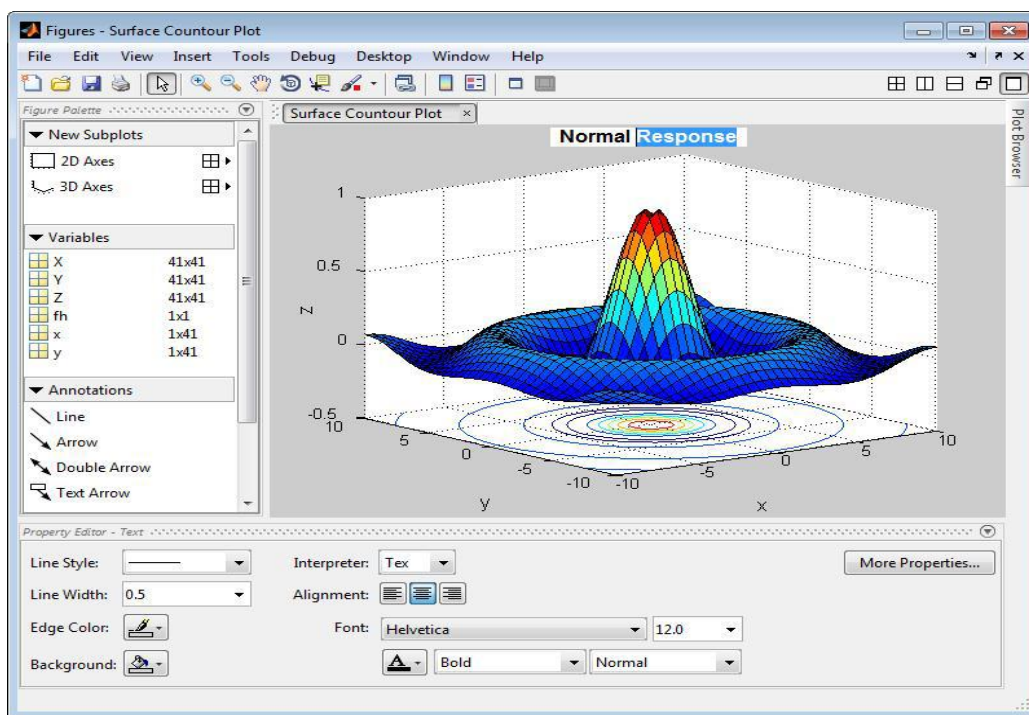 Figures - Surface Countour Plot
File Edit View Insert Tools Debug Desktop Window Help
Figure Palette
Surface Countour Plot
Plot Browser
New Subplots
2D Axes
3D Axes
Variables
X 41x41
Y 41x41
Z 41x41
fh 1x1
x 1x41
y 1x41
Annotations
Line
Arrow
Double Arrow
Text Arrow
Normal Response
1
0.5
0
-0.5
z
10 5 0 -5 -10
y
-10 -5 0 5 10
x
Property Editor - Text
Line Style: Interpreter: Tex More Properties...
Line Width: 0.5 Alignment:
Edge Color: Font: Helvetica 12.0
Background: A Bold Normal